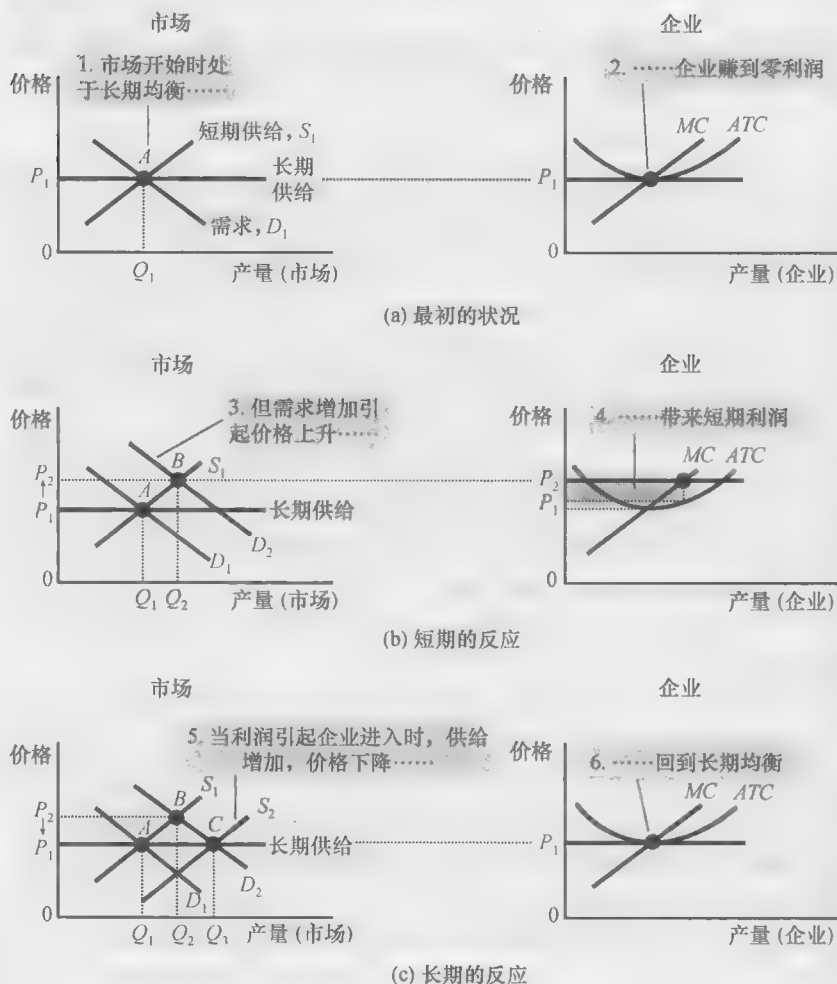 市场
企业
1. 市场开始时处
于长期均衡……
2. ……企业赚到零利润
价格
短期供给, S₁
A
长期
供给
P₁
需求, D₁
0
Q₁
产量 (市场)
价格
MC
ATC
P₁
0
产量 (企业)
(a) 最初的状况
市场
企业
3. 但需求增加引
起价格上升……
4. ……带来短期利润
价格
B
S₁
P₂
A
P₁
长期供给
D₁
D₂
0
Q₁
Q₂
产量 (市场)
价格
MC
ATC
P₂
P₁
0
产量 (企业)
(b) 短期的反应
市场
企业
5. 当利润引起企业进入时, 供给
增加, 价格下降……
6. ……回到长期均衡
价格
S₁
B
S₂
P₂
A
C
P₁
长期供给
D₁
D₂
0
Q₁
Q₂
Q₃
产量 (市场)
价格
MC
ATC
P₁
0
产量 (企业)
(c) 长期的反应